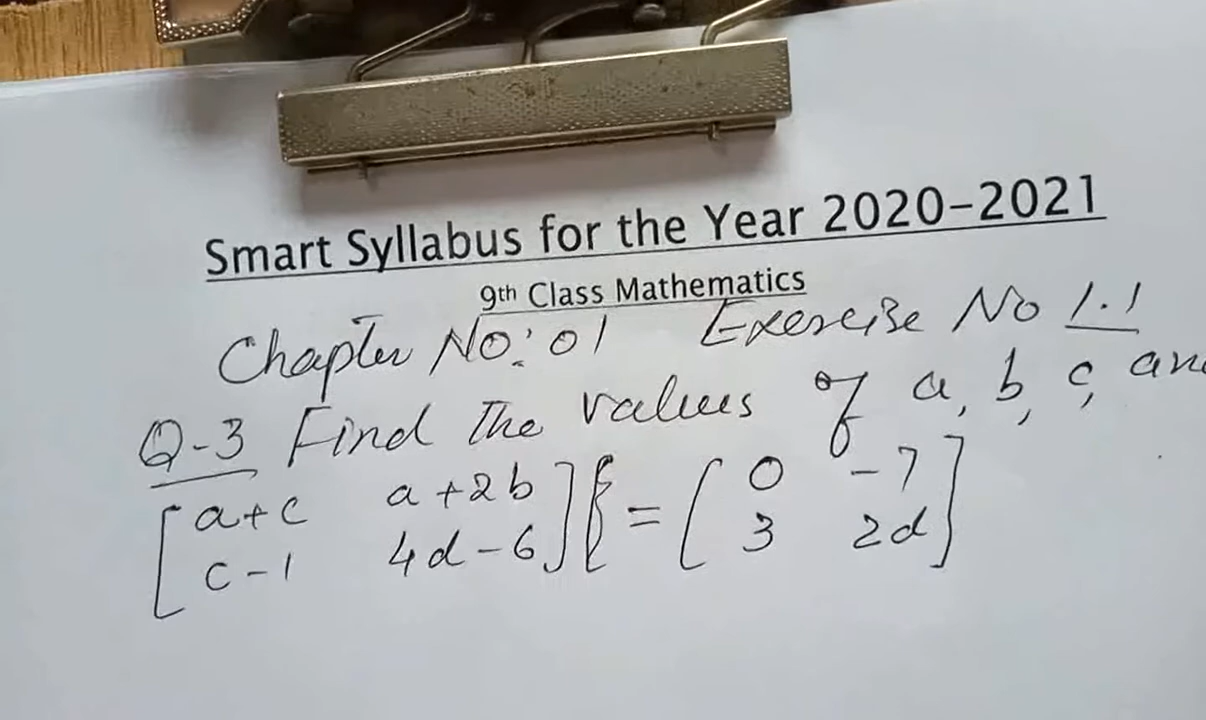 Smart Syllabus for the Year 2020-2021
9th Class Mathematics
Chapter No: 01 Exercise No 1.1
Q-3 Find The values of a, b, c, an
[a+c a+2b] = [0 -7]
[c-1 4d-6] [3 2d]